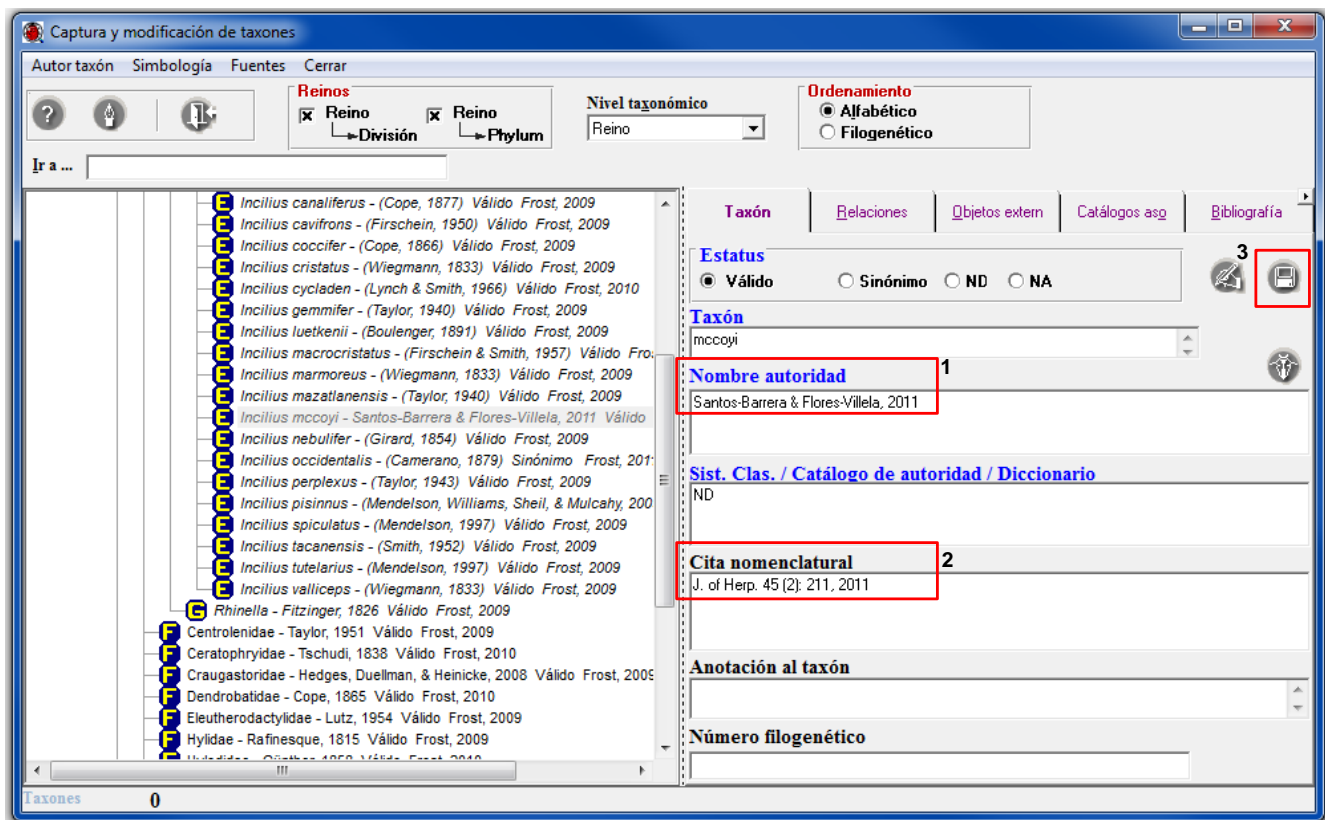 Captura y modificación de taxones
Autor taxón Simbología Fuentes Cerrar
Reinos
Reino
División
Reino
Phylum
Nivel taxonómico
Reino
Ordenamiento
Alfabético
Filogenético
Ir a ...
E Incilius canaliferus - (Cope, 1877) Válido Frost, 2009
E Incilius cavifrons - (Firschein, 1950) Válido Frost, 2009
E Incilius coccifer - (Cope, 1866) Válido Frost, 2009
E Incilius cristatus - (Wiegmann, 1833) Válido Frost, 2009
E Incilius cycladen - (Lynch & Smith, 1966) Válido Frost, 2010
E Incilius gemmifer - (Taylor, 1940) Válido Frost, 2009
E Incilius luetkenii - (Boulenger, 1891) Válido Frost, 2009
E Incilius macrocristatus - (Firschein & Smith, 1957) Válido Fro
E Incilius marmoreus - (Wiegmann, 1833) Válido Frost, 2009
E Incilius mazatlanensis - (Taylor, 1940) Válido Frost, 2009
E Incilius mccoyi - Santos-Barrera & Flores-Villela, 2011 Válido
E Incilius nebulifer - (Girard, 1854) Válido Frost, 2009
E Incilius occidentalis - (Camerano, 1879) Sinónimo Frost, 201
E Incilius perplexus - (Taylor, 1943) Válido Frost, 2009
E Incilius pisinnus - (Mendelson, Williams, Sheil, & Mulcahy, 200
E Incilius spiculatus - (Mendelson, 1997) Válido Frost, 2009
E Incilius tacanensis - (Smith, 1952) Válido Frost, 2009
E Incilius tutelarius - (Mendelson, 1997) Válido Frost, 2009
E Incilius valliceps - (Wiegmann, 1833) Válido Frost, 2009
G Rhinella - Fitzinger, 1826 Válido Frost, 2009
F Centrolenidae - Taylor, 1951 Válido Frost, 2009
F Ceratophryidae - Tschudi, 1838 Válido Frost, 2010
F Craugastoridae - Hedges, Duellman, & Heinicke, 2008 Válido Frost, 2009
F Dendrobatidae - Cope, 1865 Válido Frost, 2010
F Eleutherodactylidae - Lutz, 1954 Válido Frost, 2009
F Hylidae - Rafinesque, 1815 Válido Frost, 2009
Taxones 0
Taxón Relaciones Objetos extern Catálogos aso Bibliografía
Estatus
Válido Sinónimo ND NA
3
Taxón
mccoyi
Nombre autoridad
1
Santos-Barrera & Flores-Villela, 2011
Sist. Clas. / Catálogo de autoridad / Diccionario
ND
Cita nomenclatural
2
J. of Herp. 45 (2): 211, 2011
Anotación al taxón
Número filogenético